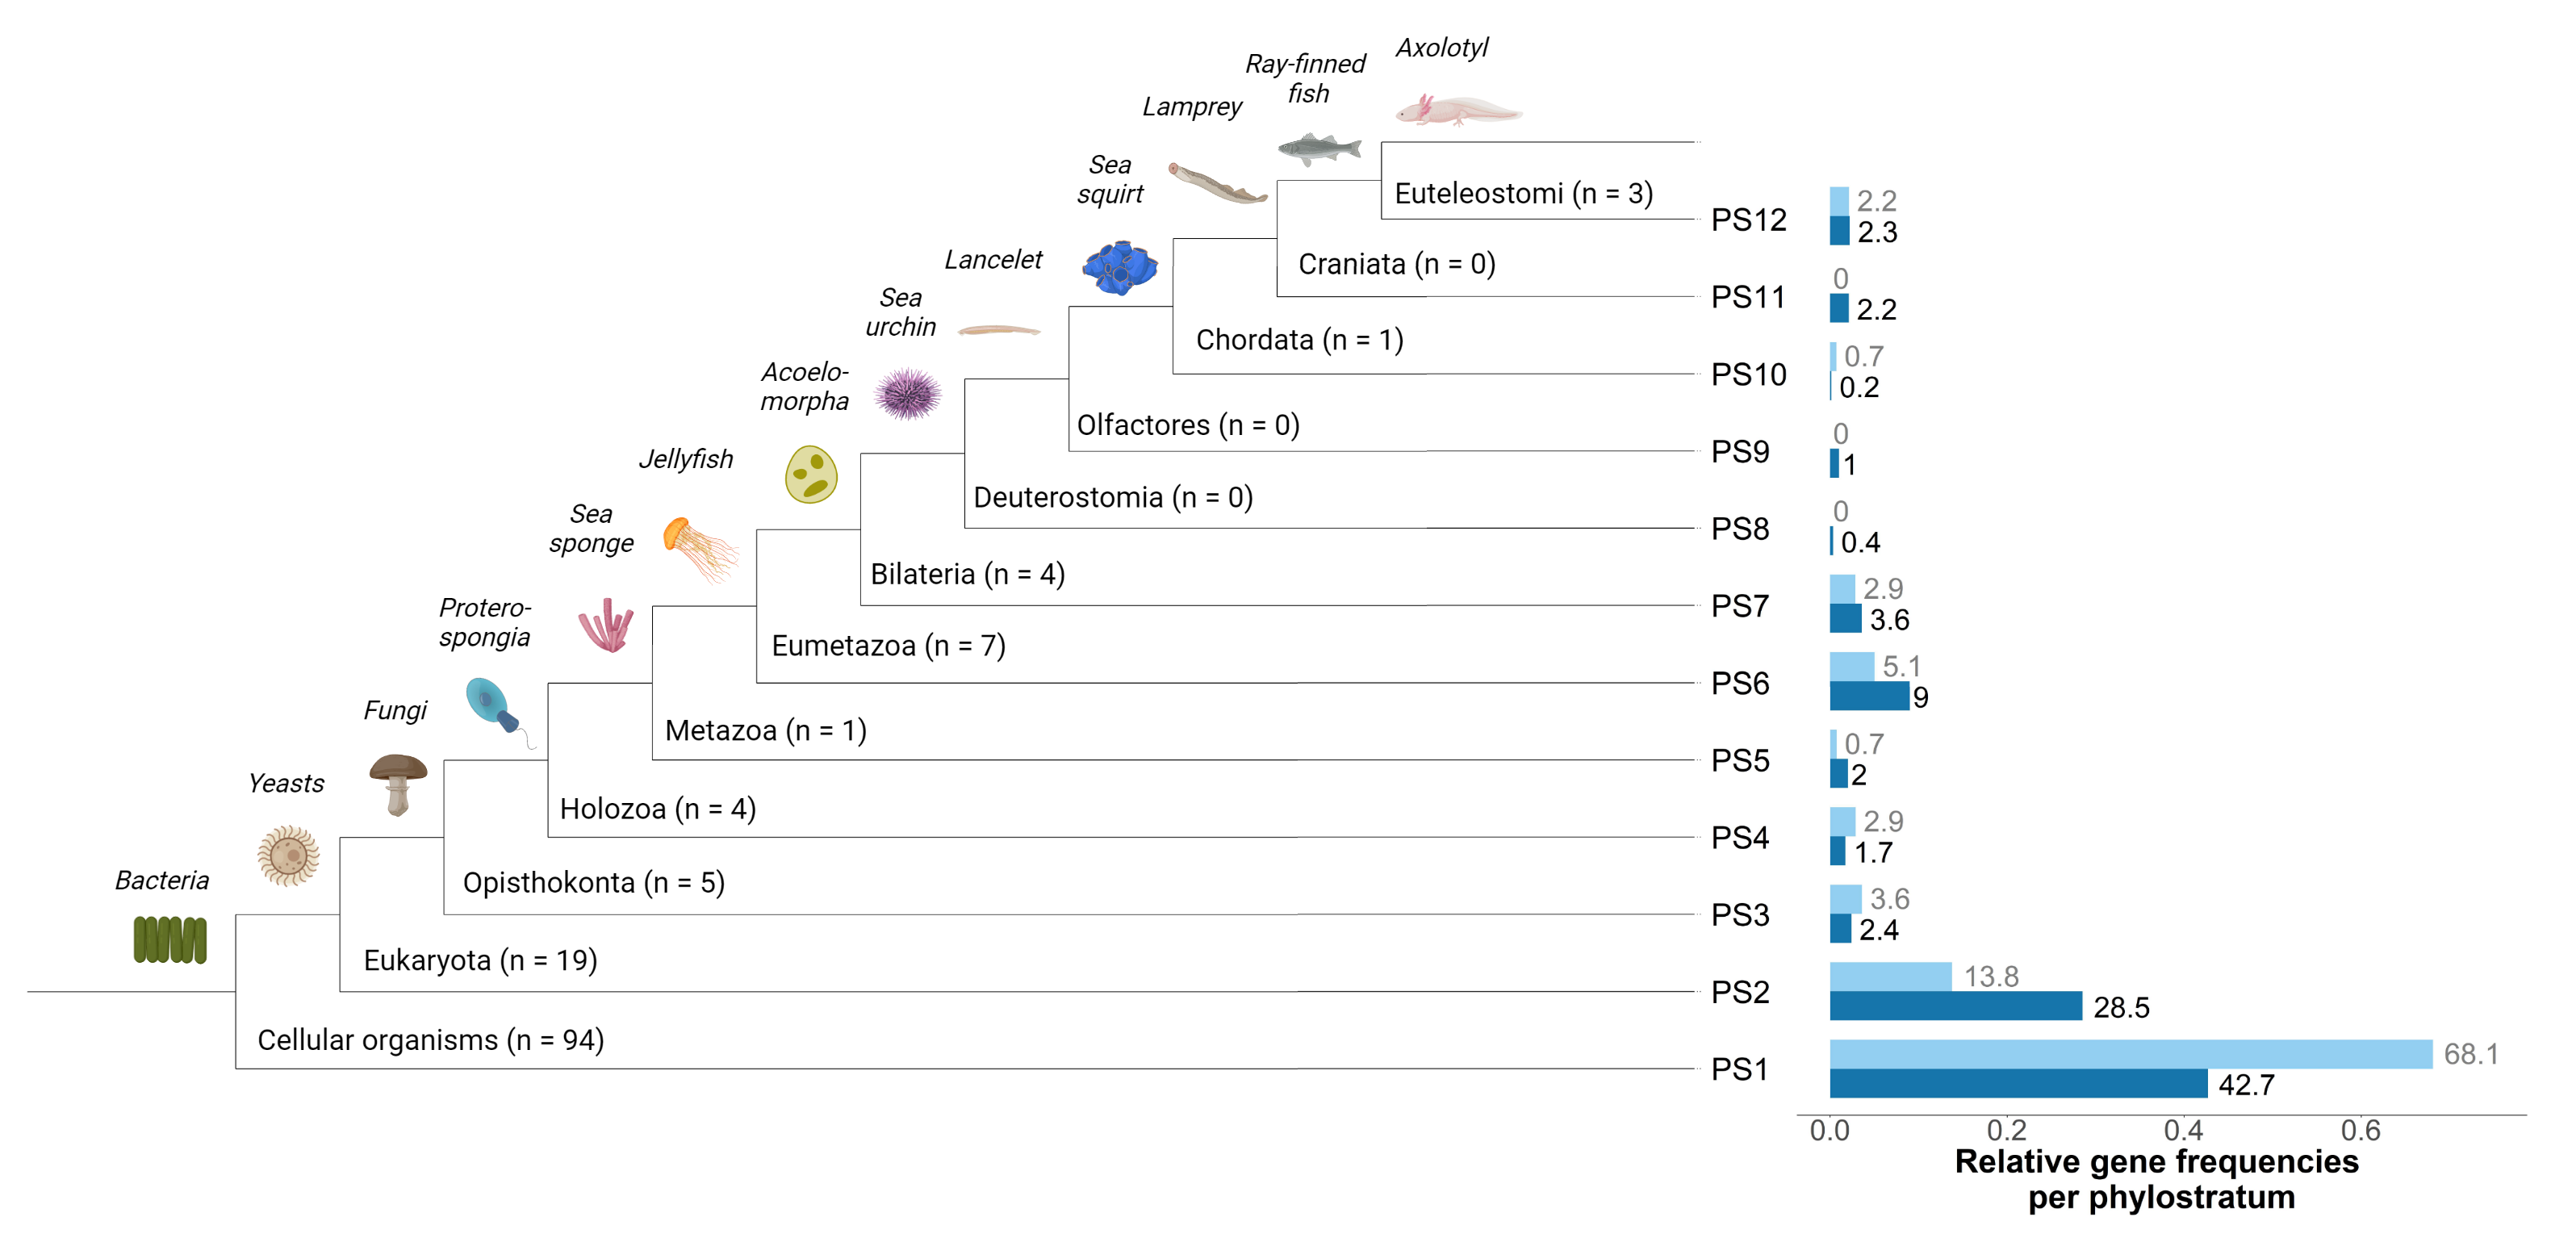 Axolotyl
Ray-finned
fish
Lamprey
Sea
squirt
Lancelet
Sea
urchin
Acoelo-
morpha
Jellyfish
Sea
sponge
Protero-
spongia
Fungi
Yeasts
Bacteria
Euteleostomi (n = 3)
Craniata (n = 0)
Chordata (n = 1)
Olfactores (n = 0)
Deuterostomia (n = 0)
Bilateria (n = 4)
Eumetazoa (n = 7)
Metazoa (n = 1)
Holozoa (n = 4)
Opisthokonta (n = 5)
Eukaryota (n = 19)
Cellular organisms (n = 94)
PS12
2.2
2.3
PS11
0
2.2
PS10
0.7
0.2
PS9
0
1
PS8
0
0.4
PS7
2.9
3.6
PS6
5.1
9
PS5
0.7
2
PS4
2.9
1.7
PS3
3.6
2.4
PS2
13.8
28.5
PS1
68.1
42.7
0.0 0.2 0.4 0.6
Relative gene frequencies
per phylostratum